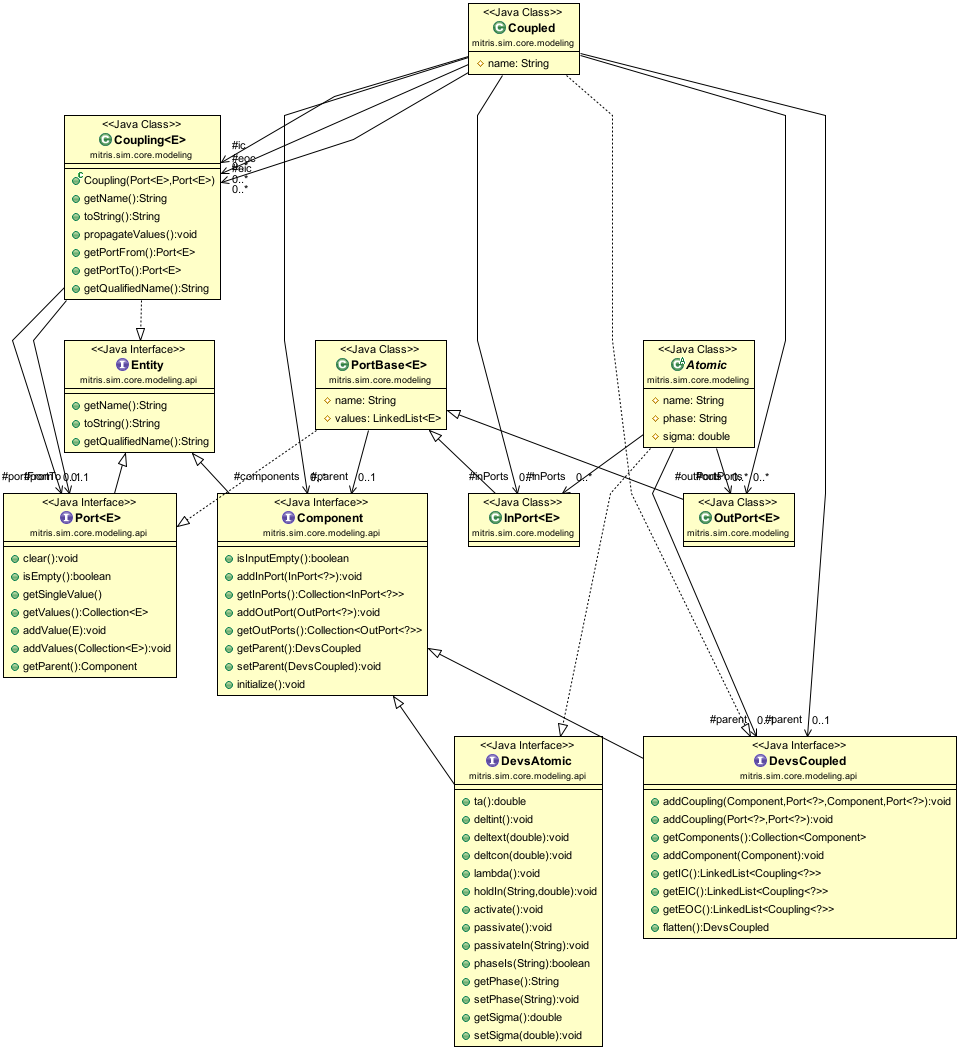 <<Java Class>>
Coupled
mitris.sim.core.modeling
name: String
<<Java Class>>
Coupling<E>
mitris.sim.core.modeling
Coupling(Port<E>,Port<E>)
getName():String
toString():String
propagateValues():void
getPortFrom():Port<E>
getPortTo():Port<E>
getQualifiedName():String
#ic
#eoc
#eic
0..*
0..*
<<Java Interface>>
Entity
mitris.sim.core.modeling.api
getName():String
toString():String
getQualifiedName():String
<<Java Class>>
PortBase<E>
mitris.sim.core.modeling
name: String
values: LinkedList<E>
<<Java Class>>
Atomic
mitris.sim.core.modeling
name: String
phase: String
sigma: double
#components
#parent
0..1
#inPorts
#inPorts
0..*
0..*
0..1
<<Java Interface>>
Port<E>
mitris.sim.core.modeling.api
clear():void
isEmpty():boolean
getSingleValue()
getValues():Collection<E>
addValue(E):void
addValues(Collection<E>):void
getParent():Component
<<Java Interface>>
Component
mitris.sim.core.modeling.api
isInputEmpty():boolean
addInPort(InPort<?>):void
getInPorts():Collection<InPort<?>>
addOutPort(OutPort<?>):void
getOutPorts():Collection<OutPort<?>>
getParent():DevsCoupled
setParent(DevsCoupled):void
initialize():void
<<Java Class>>
InPort<E>
mitris.sim.core.modeling
<<Java Class>>
OutPort<E>
mitris.sim.core.modeling
#parent
#parent
0..1
<<Java Interface>>
DevsAtomic
mitris.sim.core.modeling.api
ta():double
deltint():void
deltext(double):void
deltcon(double):void
lambda():void
holdIn(String,double):void
activate():void
passivate():void
passivateIn(String):void
phaseIs(String):boolean
getPhase():String
setPhase(String):void
getSigma():double
setSigma(double):void
<<Java Interface>>
DevsCoupled
mitris.sim.core.modeling.api
addCoupling(Component,Port<?>,Component,Port<?>):void
addCoupling(Port<?>,Port<?>):void
getComponents():Collection<Component>
addComponent(Component):void
getIC():LinkedList<Coupling<?>>
getEIC():LinkedList<Coupling<?>>
getEOC():LinkedList<Coupling<?>>
flatten():DevsCoupled